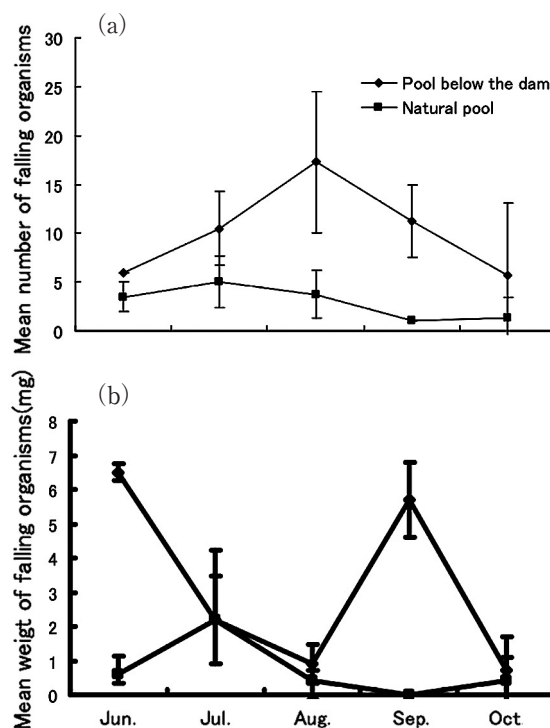 (a)
Mean number of falling organisms
30
25
20
15
10
5
0
Pool below the dam
Natural pool
(b)
Mean weigt of falling organisms(mg)
8
7
6
5
4
3
2
1
0
Jun. Jul. Aug. Sep. Oct.